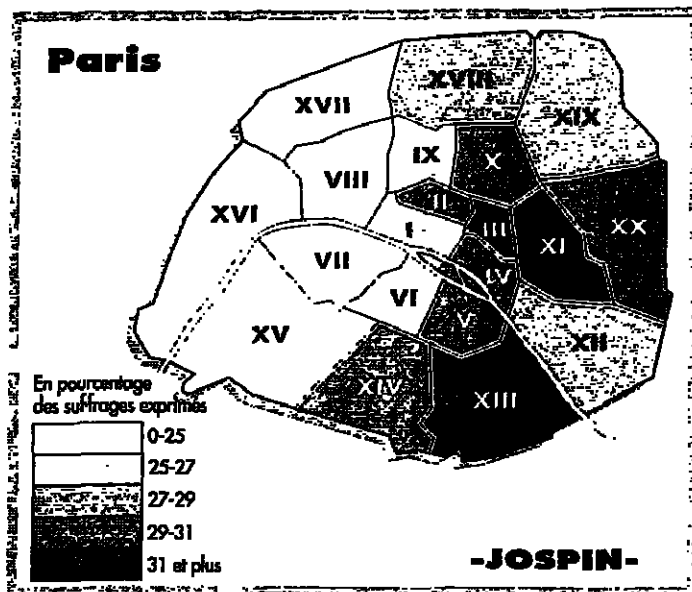 Paris
XVIII
XVII
XIX
IX
X
VIII
II
XVI
I
III
XX
XI
VII
IV
VI
V
XV
XII
XIV
XIII
En pourcentage
des suffrages exprimés
0-25
25-27
27-29
29-31
31 et plus
-JOSPIN-